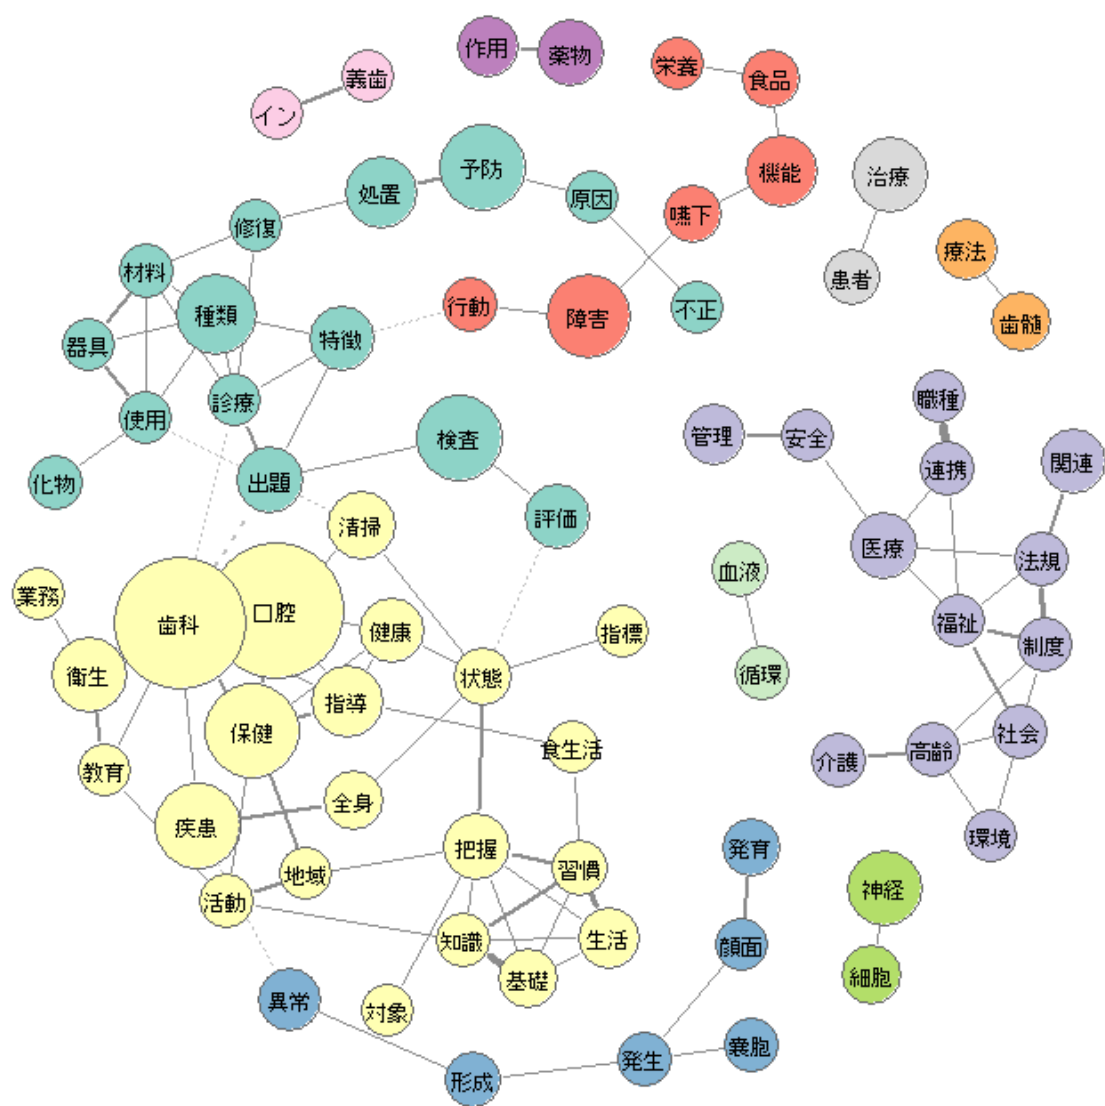 作用
薬物
栄養
食品
義歯
イン
予防
処置
原因
機能
治療
嚥下
修復
材料
種類
特徴
行動
障害
不正
患者
療法
歯髄
器具
診療
使用
検査
出題
化物
評価
清掃
職種
管理
安全
連携
関連
医療
法規
血液
福祉
制度
循環
社会
高齢
介護
環境
業務
歯科
口腔
健康
指標
衛生
状態
指導
保健
食生活
教育
全身
疾患
地域
把握
習慣
活動
知識
生活
基礎
対象
発育
顔面
神経
細胞
異常
形成
発生
嚢胞